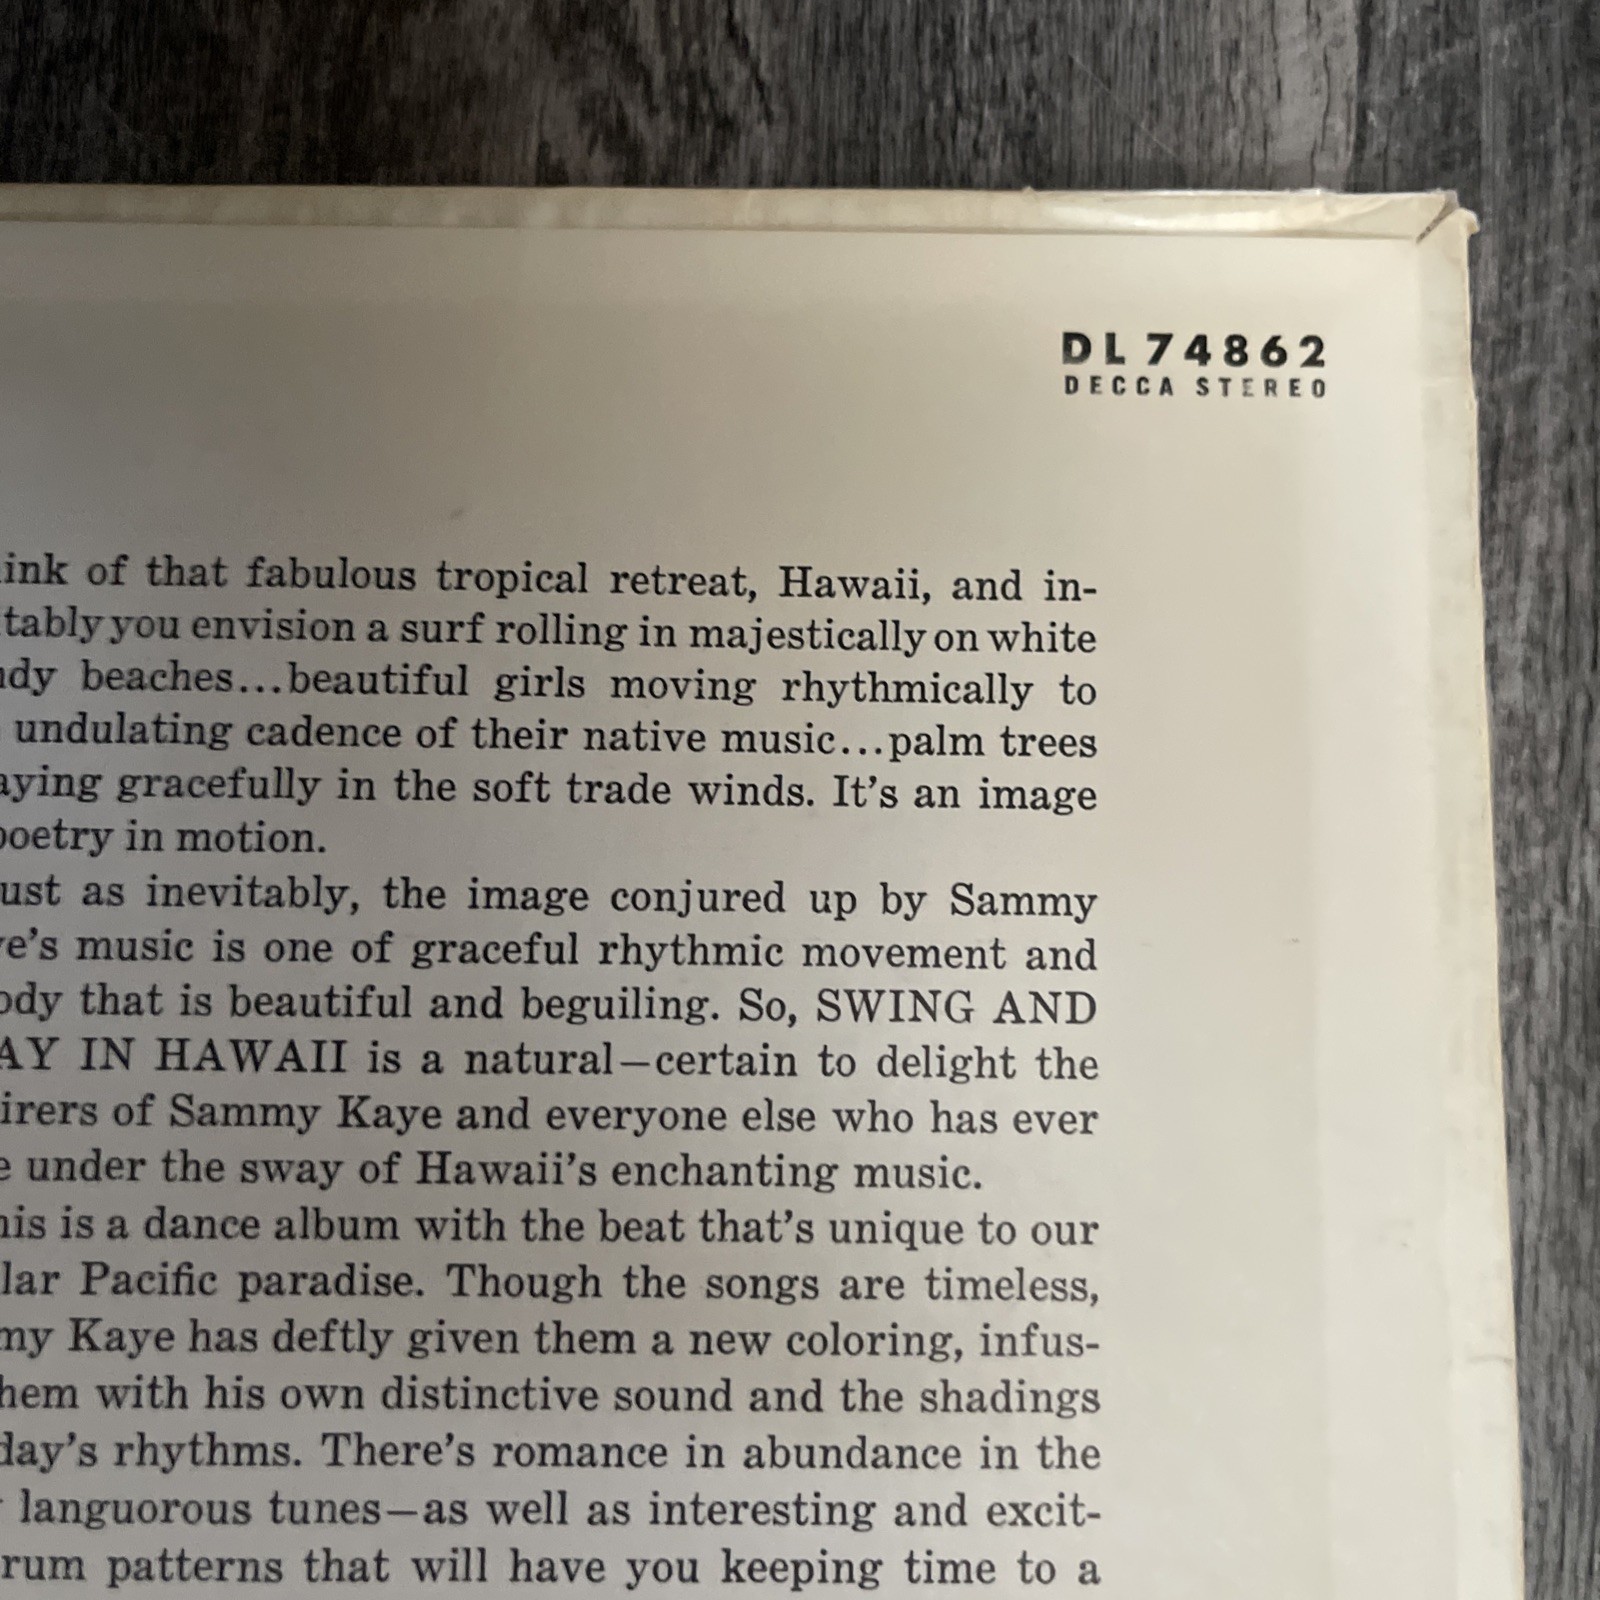 DL 74862
DECCA STEREO
ink of that fabulous tropical retreat, Hawaii, and in-
tably you envision a surf rolling in majestically on white
dy beaches...beautiful girls moving rhythmically to
undulating cadence of their native music...palm trees
aying gracefully in the soft trade winds. It's an image
poetry in motion.
ust as inevitably, the image conjured up by Sammy
e's music is one of graceful rhythmic movement and
ody that is beautiful and beguiling. So, SWING AND
AY IN HAWAII is a natural—certain to delight the
irers of Sammy Kaye and everyone else who has ever
e under the sway of Hawaii's enchanting music.
his is a dance album with the beat that's unique to our
lar Pacific paradise. Though the songs are timeless,
my Kaye has deftly given them a new coloring, infus-
hem with his own distinctive sound and the shadings
day's rhythms. There's romance in abundance in the
languorous tunes—as well as interesting and excit-
rum patterns that will have you keeping time to a